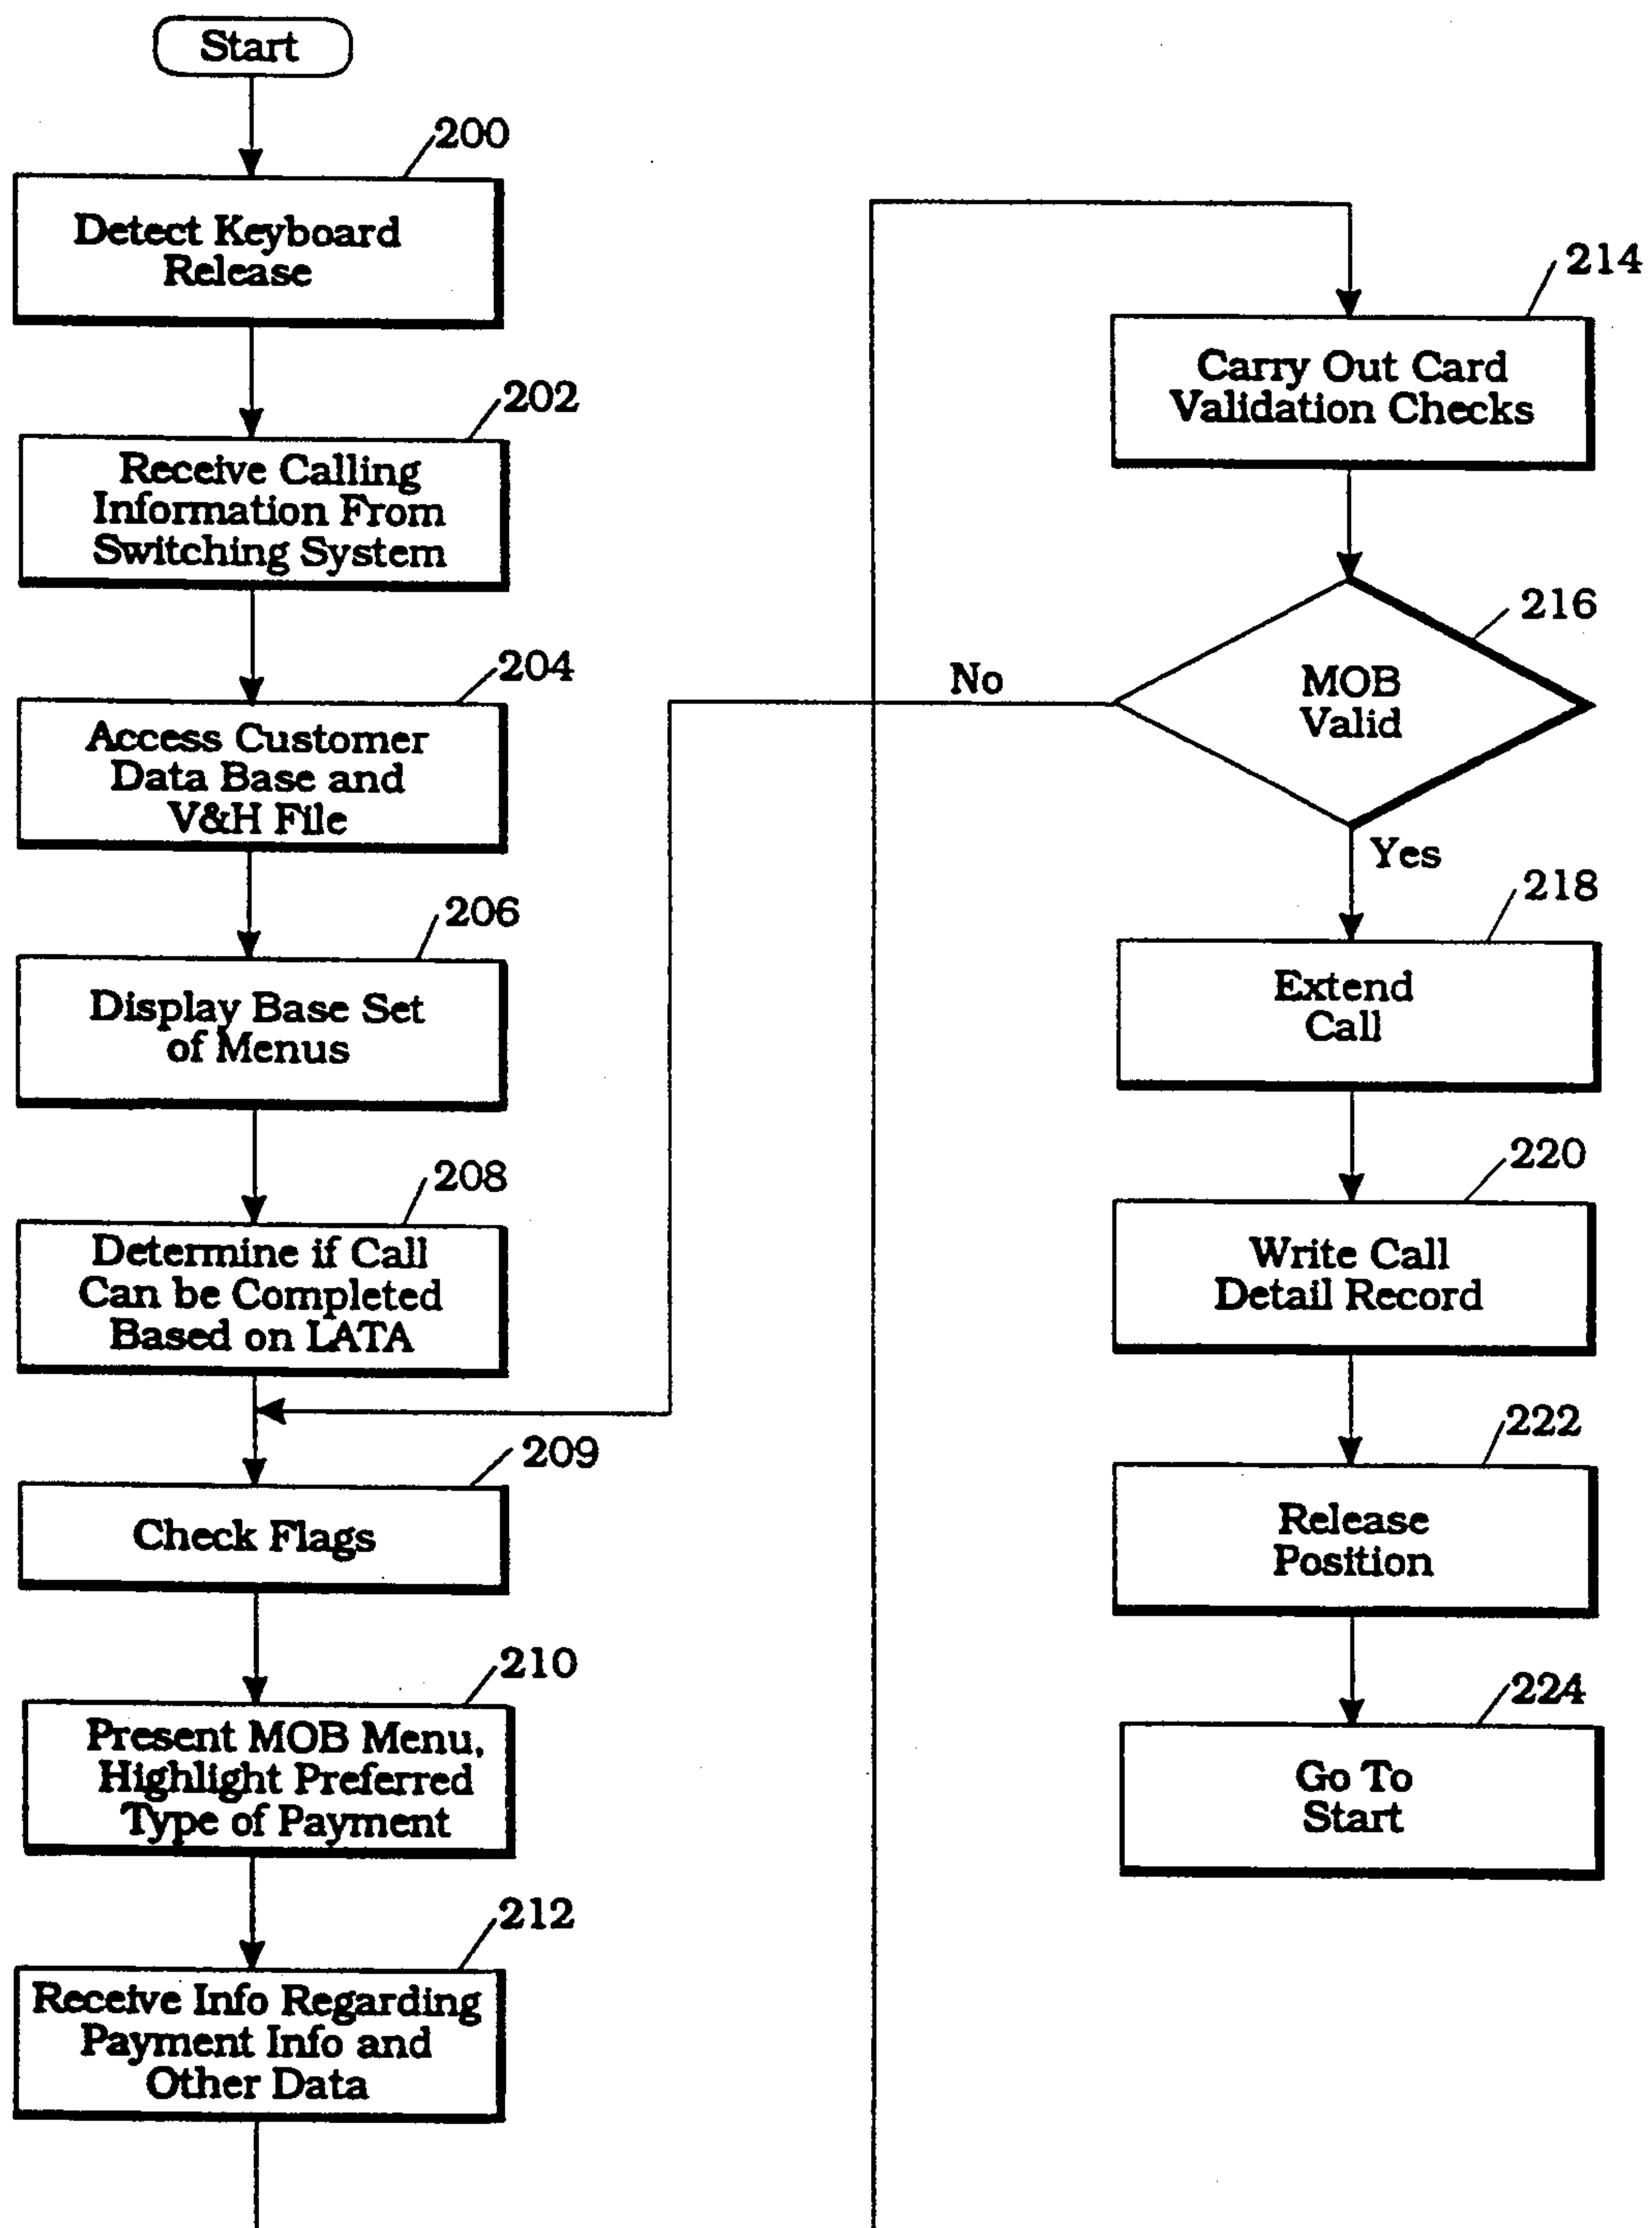 Start
200
Detect Keyboard
Release
202
Receive Calling
Information From
Switching System
204
Access Customer
Data Base and
V&H File
206
Display Base Set
of Menus
208
Determine if Call
Can be Completed
Based on LATA
209
Check Flags
210
Present MOB Menu,
Highlight Preferred
Type of Payment
212
Receive Info Regarding
Payment Info and
Other Data
214
Carry Out Card
Validation Checks
216
MOB
Valid
No
Yes
218
Extend
Call
220
Write Call
Detail Record
222
Release
Position
224
Go To
Start